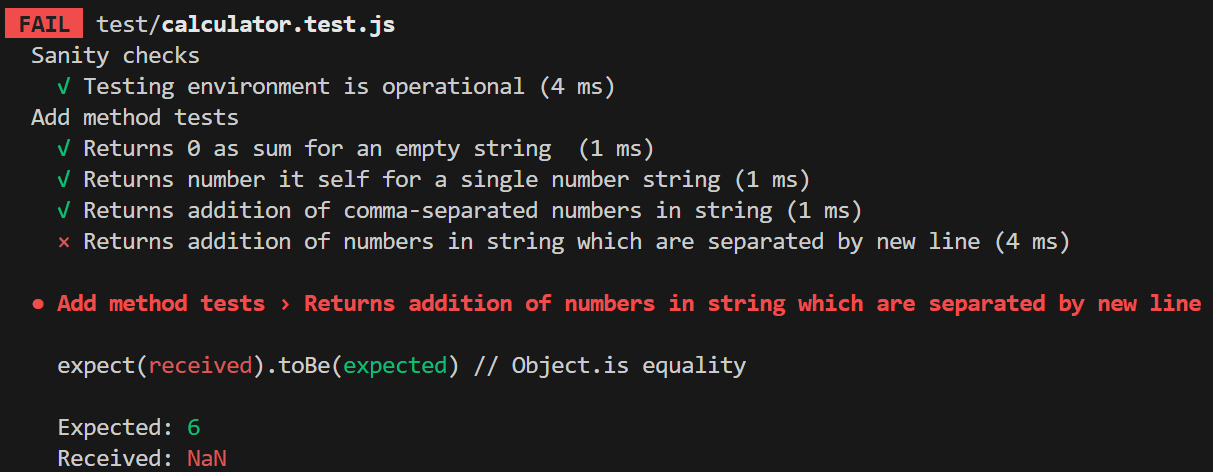 FAIL test/calculator.test.js
Sanity checks
√ Testing environment is operational (4 ms)
Add method tests
√ Returns 0 as sum for an empty string  (1 ms)
√ Returns number it self for a single number string (1 ms)
√ Returns addition of comma-separated numbers in string (1 ms)
× Returns addition of numbers in string which are separated by new line (4 ms)
● Add method tests › Returns addition of numbers in string which are separated by new line
expect(received).toBe(expected) // Object.is equality
Expected: 6
Received: NaN